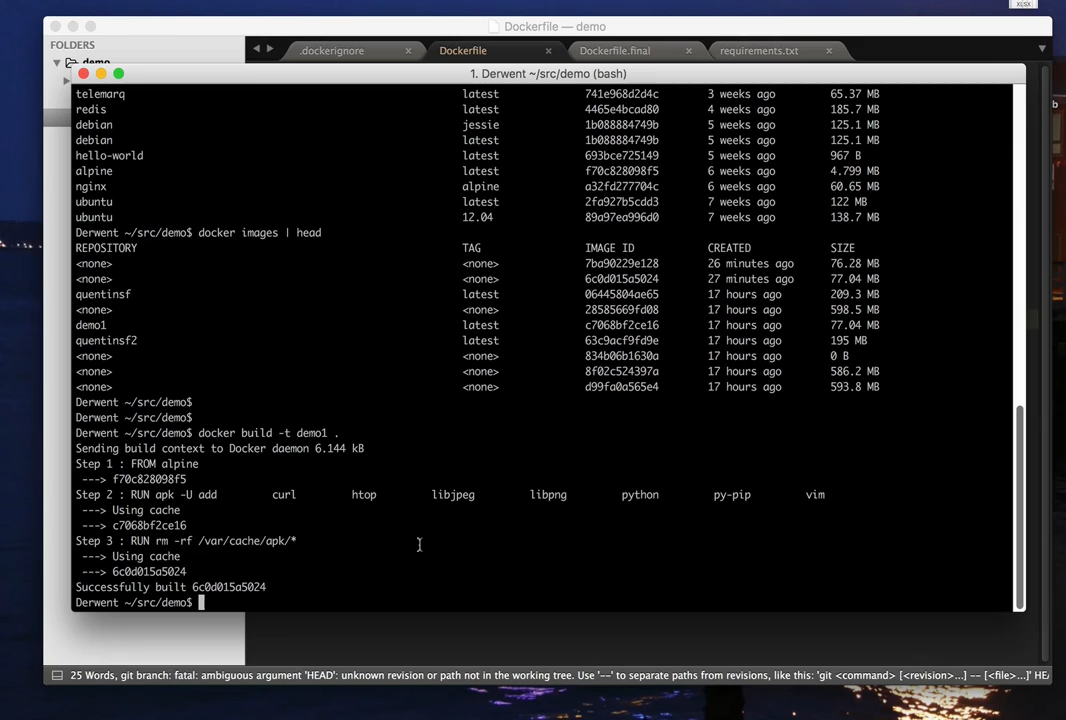 XLSX
Dockerfile — demo
FOLDERS
demo
.dockerignore × Dockerfile × Dockerfile.final × requirements.txt ×
1. Derwent ~/src/demo (bash)
telemarq latest 741e968d2d4c 3 weeks ago 65.37 MB
redis latest 4465e4bcad80 4 weeks ago 185.7 MB
debian jessie 1b088884749b 5 weeks ago 125.1 MB
debian latest 1b088884749b 5 weeks ago 125.1 MB
hello-world latest 693bce725149 5 weeks ago 967 B
alpine latest f70c828098f5 6 weeks ago 4.799 MB
nginx alpine a32fd277704c 6 weeks ago 60.65 MB
ubuntu latest 2fa927b5cdd3 7 weeks ago 122 MB
ubuntu 12.04 89a97ea996d0 7 weeks ago 138.7 MB
Derwent ~/src/demo$ docker images | head
REPOSITORY TAG IMAGE ID CREATED SIZE
<none> <none> 7ba90229e128 26 minutes ago 76.28 MB
<none> <none> 6c0d015a5024 27 minutes ago 77.04 MB
quentinsf latest 06445804ae65 17 hours ago 209.3 MB
<none> <none> 28585669fd08 17 hours ago 598.5 MB
demo1 latest c7068bf2ce16 17 hours ago 77.04 MB
quentinsf2 latest 63c9acf9fd9e 17 hours ago 195 MB
<none> <none> 834b06b1630a 17 hours ago 0 B
<none> <none> 8f02c524397a 17 hours ago 586.2 MB
<none> <none> d99fa0a565e4 17 hours ago 593.8 MB
Derwent ~/src/demo$
Derwent ~/src/demo$
Derwent ~/src/demo$ docker build -t demo1 .
Sending build context to Docker daemon 6.144 kB
Step 1 : FROM alpine
---> f70c828098f5
Step 2 : RUN apk -U add curl htop libjpeg libpng python py-pip vim
---> Using cache
---> c7068bf2ce16
Step 3 : RUN rm -rf /var/cache/apk/*
---> Using cache
---> 6c0d015a5024
Successfully built 6c0d015a5024
Derwent ~/src/demo$
25 Words, git branch: fatal: ambiguous argument 'HEAD': unknown revision or path not in the working tree. Use '--' to separate paths from revisions, like this: 'git <command> [<revision>...] -- [<file>...]' HEA